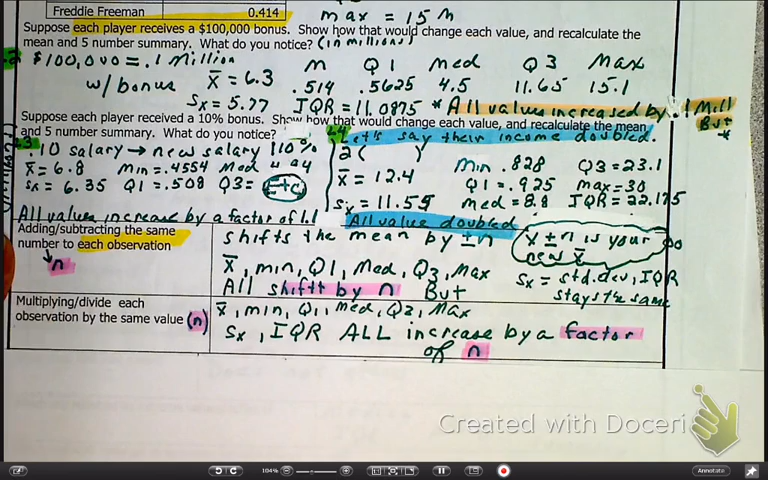 Freddie Freeman 0.414 max = 15 M
Suppose each player receives a $100,000 bonus. Show how that would change each value, and recalculate the
mean and 5 number summary. What do you notice? (in millions)
$100,000 = .1 Million m Q1 med Q3 Max
w/ bonus x̄ = 6.3 .514 .5625 4.5 11.65 15.1
Sx = 5.77 IQR = 11.0875 * All values increased by .1 Mill
But *
Suppose each player received a 10% bonus. Show how that would change each value, and recalculate the mean
and 5 number summary. What do you notice? Let's say their income doubled.
.10 salary → new salary 110% 2( )
x̄ = 6.8 min = .4554 Med = 4.84 x̄ = 12.4 min .828 Q3 = 23.1
Sx = 6.35 Q1 = .508 Q3 = Etc Q1 = .925 max = 30
Sx = 11.55 med = 8.8 IQR = 22.175
All values increase by a factor of 1.1 All value doubled
Adding/subtracting the same
number to each observation
n
shifts the mean by ± n
x ± n is your new x̄
x̄, min, Q1, Med, Q3, Max
All shift by n But
Sx = std. dev, IQR
stays the same
Multiplying/divide each
observation by the same value (n)
x̄, min, Q1, Med, Q3, Max
Sx, IQR ALL increase by a factor
of n
Created with Doceri
104%
Annotate